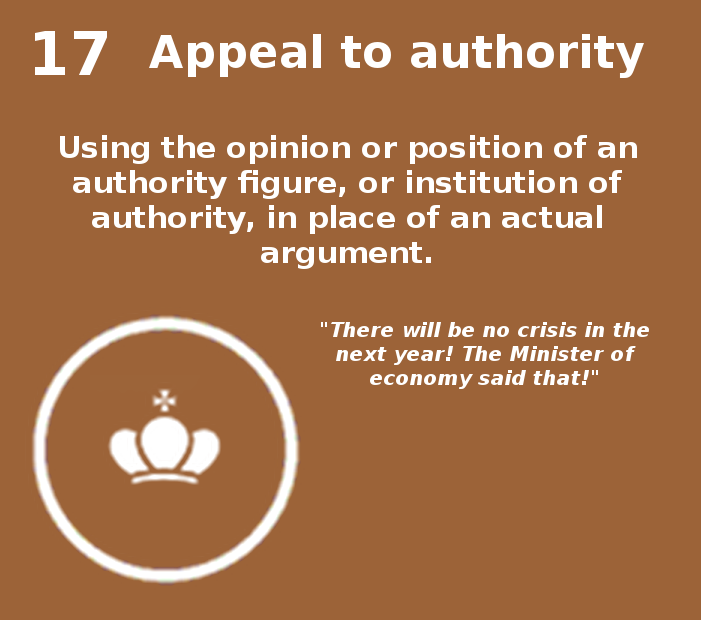 17 Appeal to authority
Using the opinion or position of an
authority figure, or institution of
authority, in place of an actual
argument.
"There will be no crisis in the
next year! The Minister of
economy said that!"